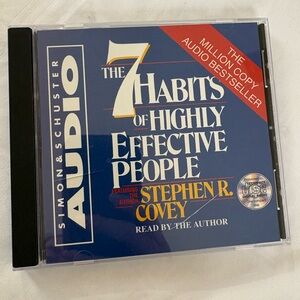 SIMON & SCHUSTER
AUDIO
THE
MILLION COPY
AUDIO BESTSELLER
THE 7 HABITS
OF HIGHLY
EFFECTIVE
PEOPLE
STEPHEN R.
COVEY
READ BY THE AUTHOR